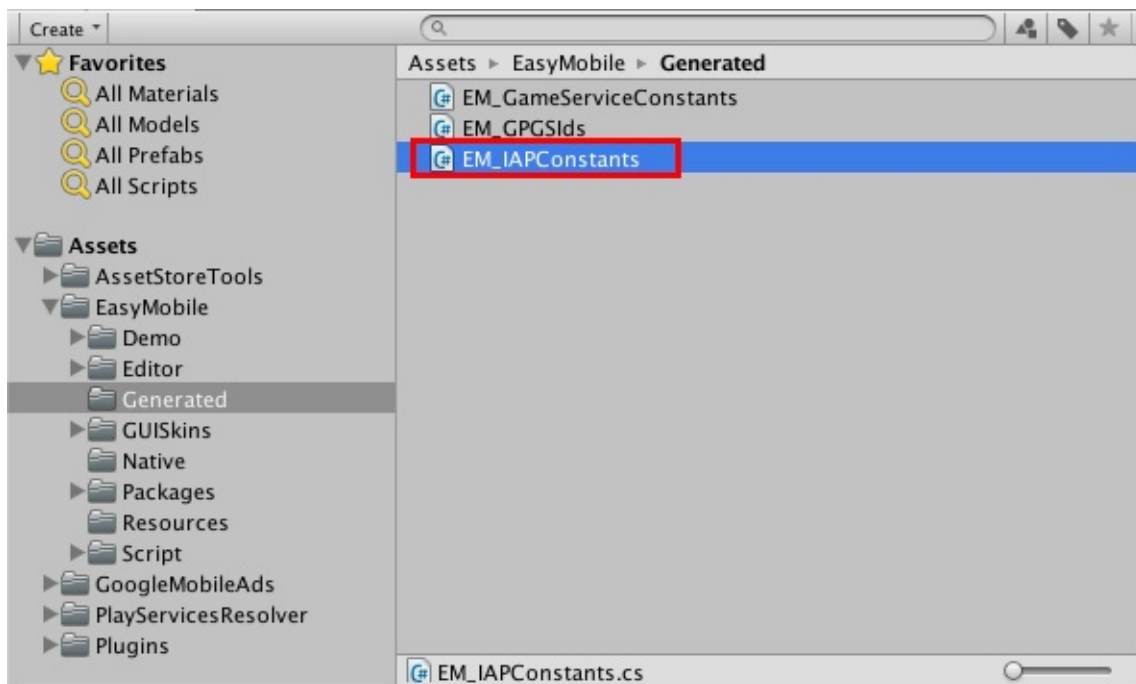 Create
Favorites
All Materials
All Models
All Prefabs
All Scripts
Assets
AssetStoreTools
EasyMobile
Demo
Editor
Generated
GUISkins
Native
Packages
Resources
Script
GoogleMobileAds
PlayServicesResolver
Plugins
Assets ▸ EasyMobile ▸ Generated
EM_GameServiceConstants
EM_GPGSIds
EM_IAPConstants
EM_IAPConstants.cs